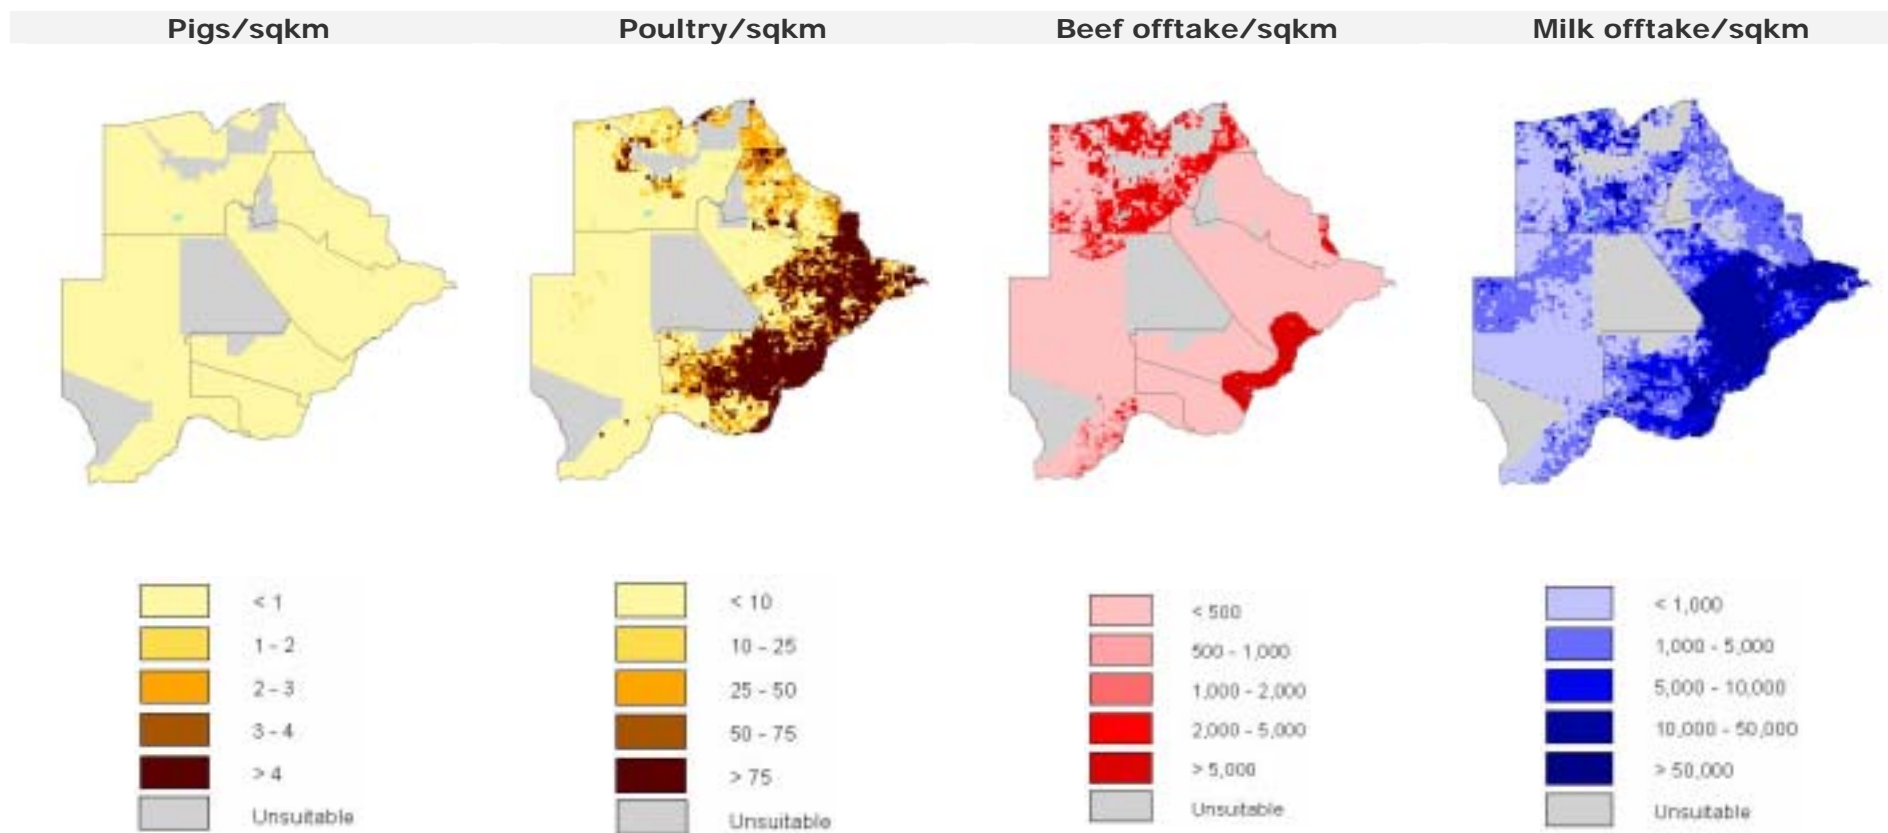 Pigs/sqkm
Poultry/sqkm
Beef offtake/sqkm
Milk offtake/sqkm
< 1
1 - 2
2 - 3
3 - 4
> 4
Unsuitable
< 10
10 - 25
25 - 50
50 - 75
> 75
Unsuitable
< 500
500 - 1,000
1,000 - 2,000
2,000 - 5,000
> 5,000
Unsuitable
< 1,000
1,000 - 5,000
5,000 - 10,000
10,000 - 50,000
> 50,000
Unsuitable